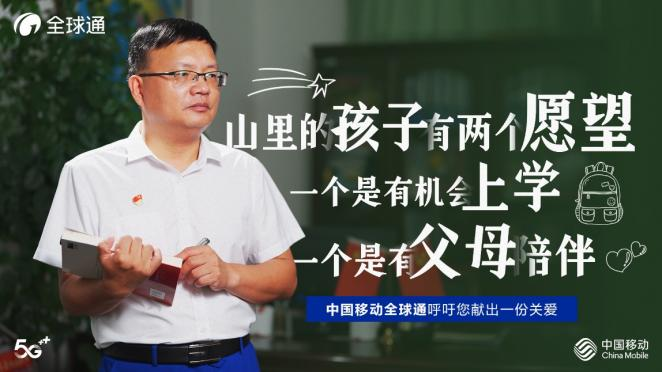 全球通
山里的孩子有两个愿望
一个是有机会上学
一个是有父母陪伴
中国移动全球通呼吁您献出一份关爱
5G++
中国移动
China Mobile